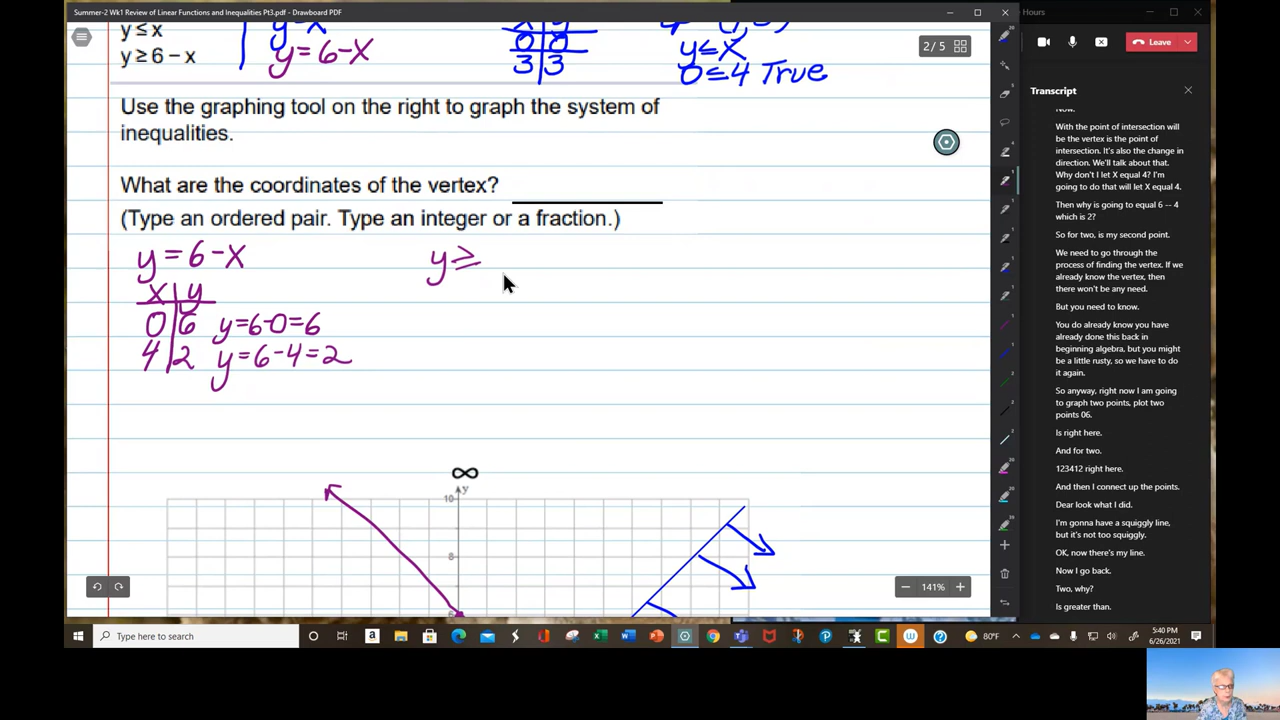 Summer-2 Wk1 Review of Linear Functions and Inequalities Pt3.pdf - Drawboard PDF
Hours
y ≤ x
y ≥ 6 – x
y=6-x
0 0
3 3
y≤x
0≤4 True
2/5
Leave
Use the graphing tool on the right to graph the system of
inequalities.
What are the coordinates of the vertex?
(Type an ordered pair. Type an integer or a fraction.)
y=6-x
x y
0 6 y=6-0=6
4 2 y=6-4=2
y≥
∞
y
10
8
6
141%
Transcript
Now.
With the point of intersection will
be the vertex is the point of
intersection. It's also the change in
direction. We'll talk about that.
Why don't I let X equal 4? I'm
going to do that will let X equal 4.
Then why is going to equal 6 -- 4
which is 2?
So for two, is my second point.
We need to go through the
process of finding the vertex. If we
already know the vertex, then
there won't be any need.
But you need to know.
You do already know you have
already done this back in
beginning algebra, but you might
be a little rusty, so we have to do
it again.
So anyway, right now I am going
to graph two points, plot two
points 06.
Is right here.
And for two.
123412 right here.
And then I connect up the points.
Dear look what I did.
I'm gonna have a squiggly line,
but it's not too squiggly.
OK, now there's my line.
Now I go back.
Two, why?
Is greater than.
Type here to search
80°F
5:40 PM
6/26/2021